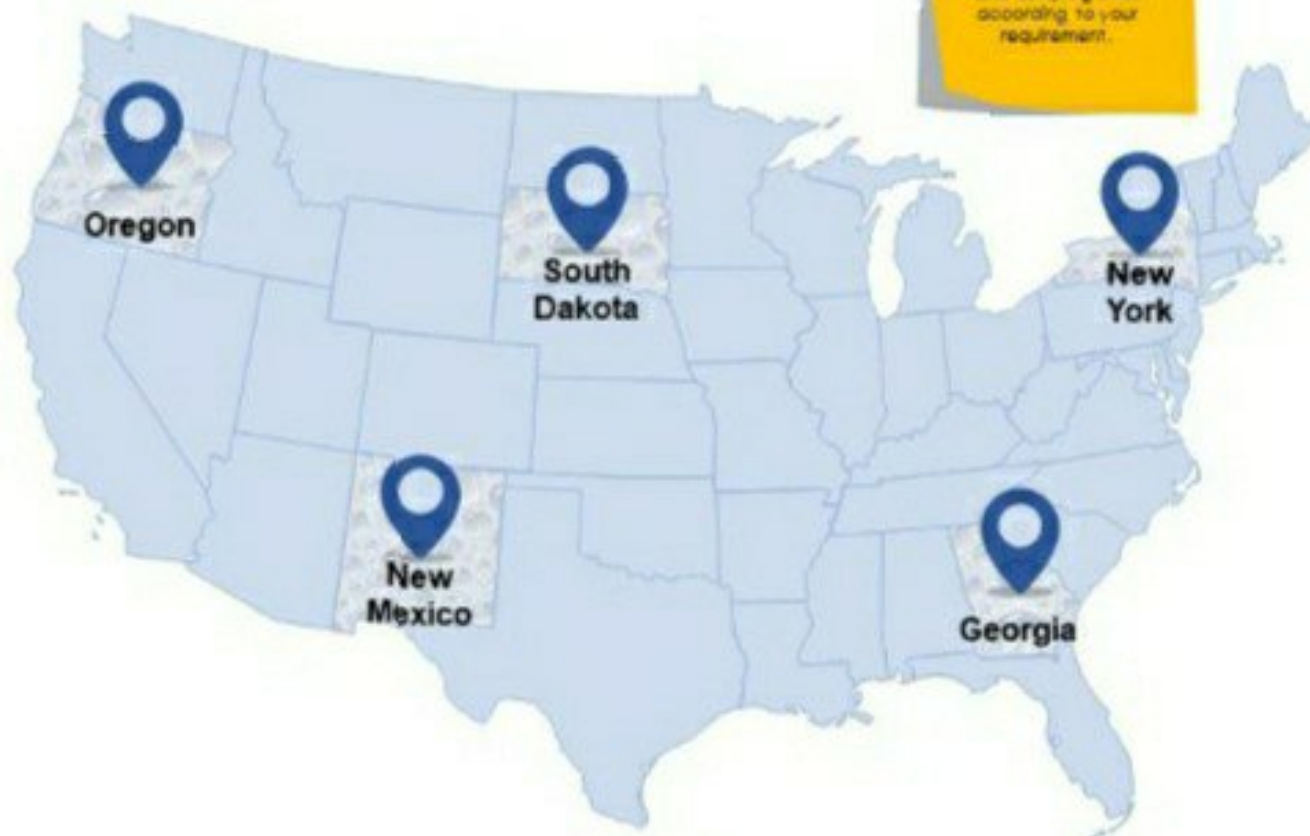 according to your
requirement.
Oregon
South
Dakota
New
York
New
Mexico
Georgia